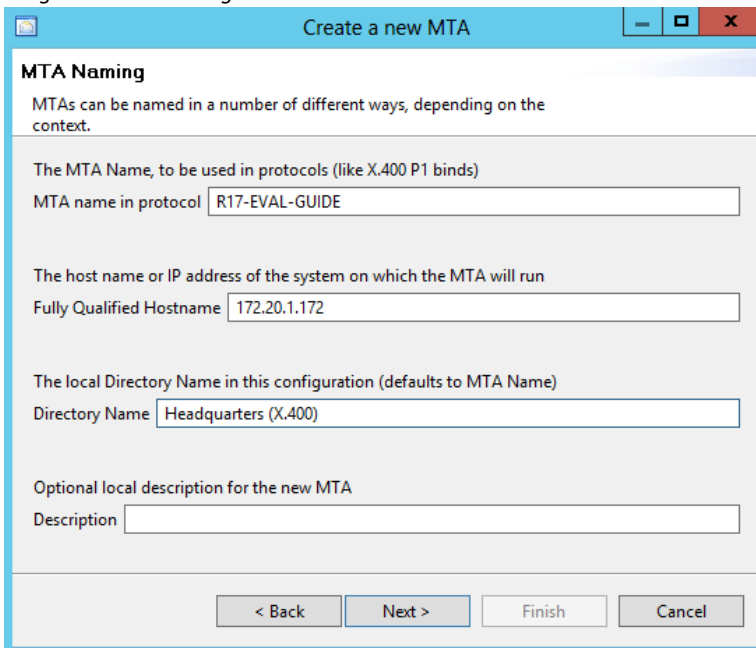 Create a new MTA
MTA Naming
MTAs can be named in a number of different ways, depending on the
context.
The MTA Name, to be used in protocols (like X.400 P1 binds)
MTA name in protocol R17-EVAL-GUIDE
The host name or IP address of the system on which the MTA will run
Fully Qualified Hostname 172.20.1.172
The local Directory Name in this configuration (defaults to MTA Name)
Directory Name Headquarters (X.400)
Optional local description for the new MTA
Description
< Back Next > Finish Cancel